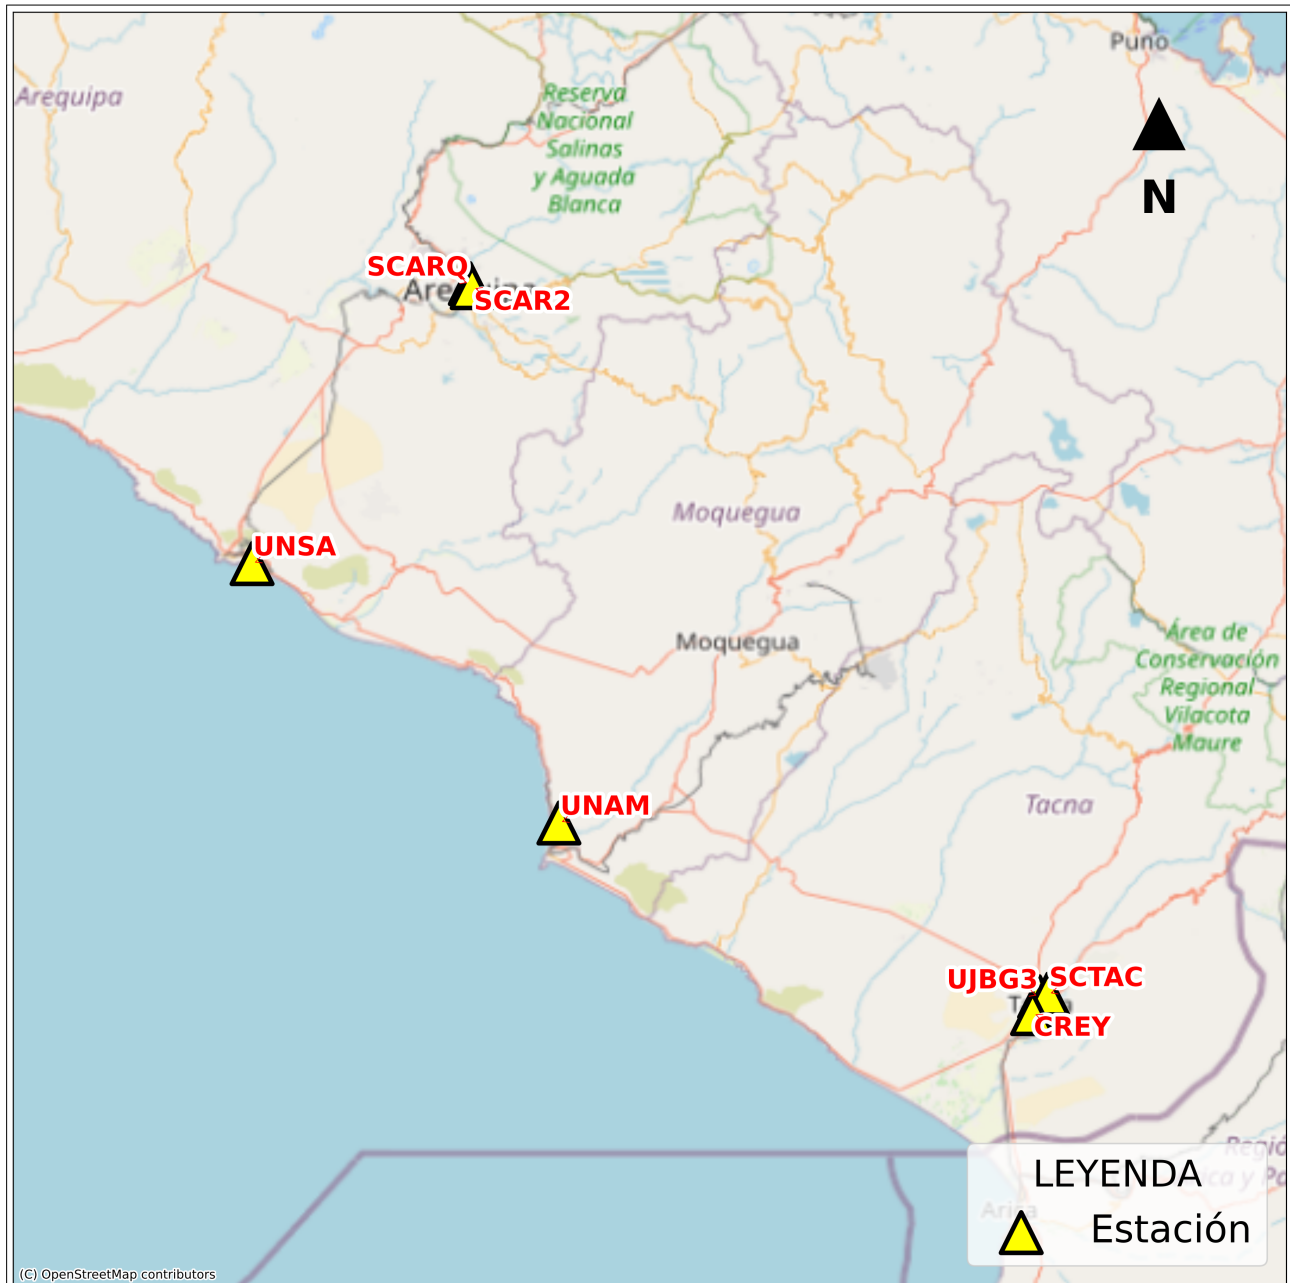 Puno
Arequipa
Reserva
Nacional
Salinas
y Aguada
Blanca
N
SCARQ
SCAR2
Moquegua
UNSA
Moquegua
Área de
Conservación
Regional
Vilacota
Maure
UNAM
Tacna
UJBG3
SCTAC
CREY
LEYENDA
Estación
Arica
(C) OpenStreetMap contributors